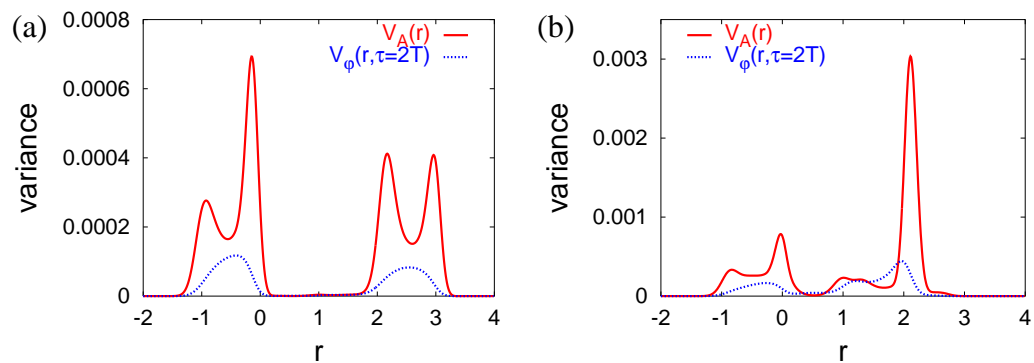 (a)
V_A(r)
V_φ(r,τ=2T)
variance
0.0008
0.0006
0.0004
0.0002
0
-2 -1 0 1 2 3 4
r
(b)
V_A(r)
V_φ(r,τ=2T)
variance
0.003
0.002
0.001
0
-2 -1 0 1 2 3 4
r